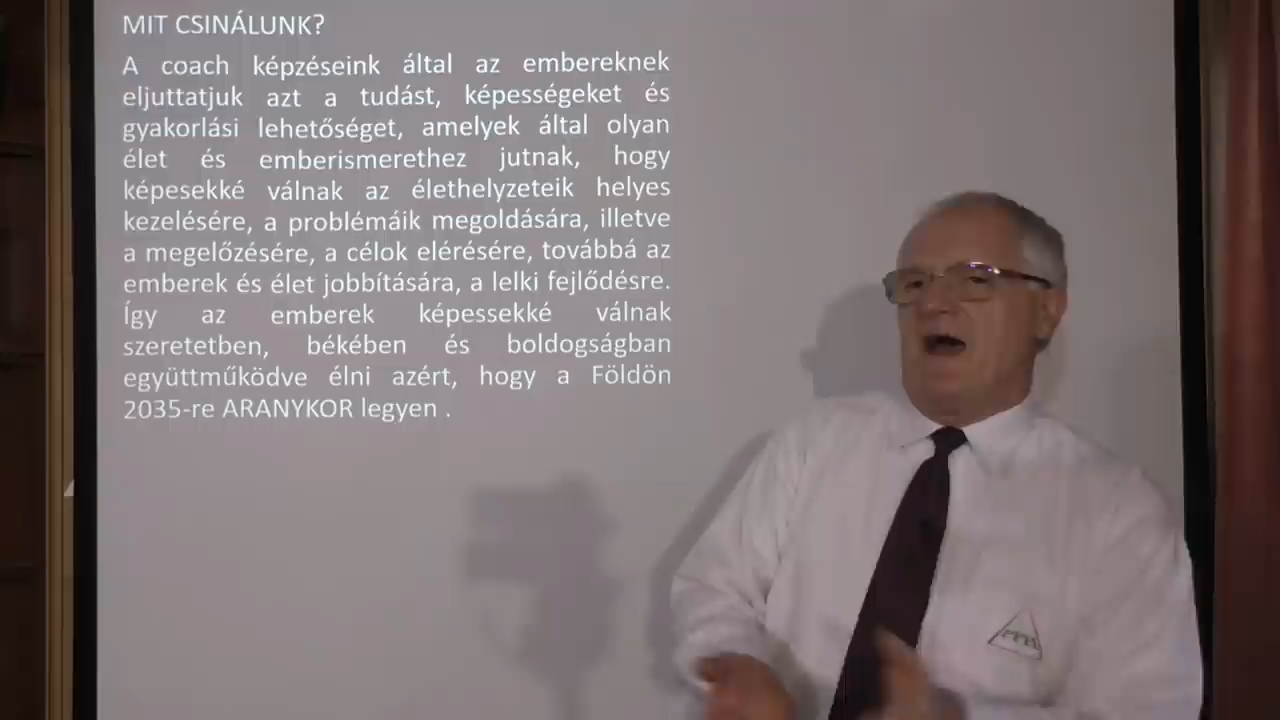 MIT CSINÁLUNK?
A coach képzéseink által az embereknek
eljuttatjuk azt a tudást, képességeket és
gyakorlási lehetőséget, amelyek által olyan
élet és emberismerethez jutnak, hogy
képesekké válnak az élethelyzeteik helyes
kezelésére, a problémáik megoldására, illetve
a megelőzésére, a célok elérésére, továbbá az
emberek és élet jobbítására, a lelki fejlődésre.
Így az emberek képessekké válnak
szeretetben, békében és boldogságban
együttműködve élni azért, hogy a Földön
2035-re ARANYKOR legyen .